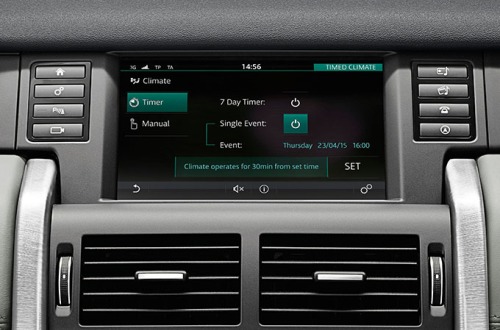 3G TP TA 14:56 TIMED CLIMATE
Climate
Timer 7 Day Timer:
Manual Single Event:
Event: Thursday 23/04/15 16:00
Climate operates for 30min from set time SET